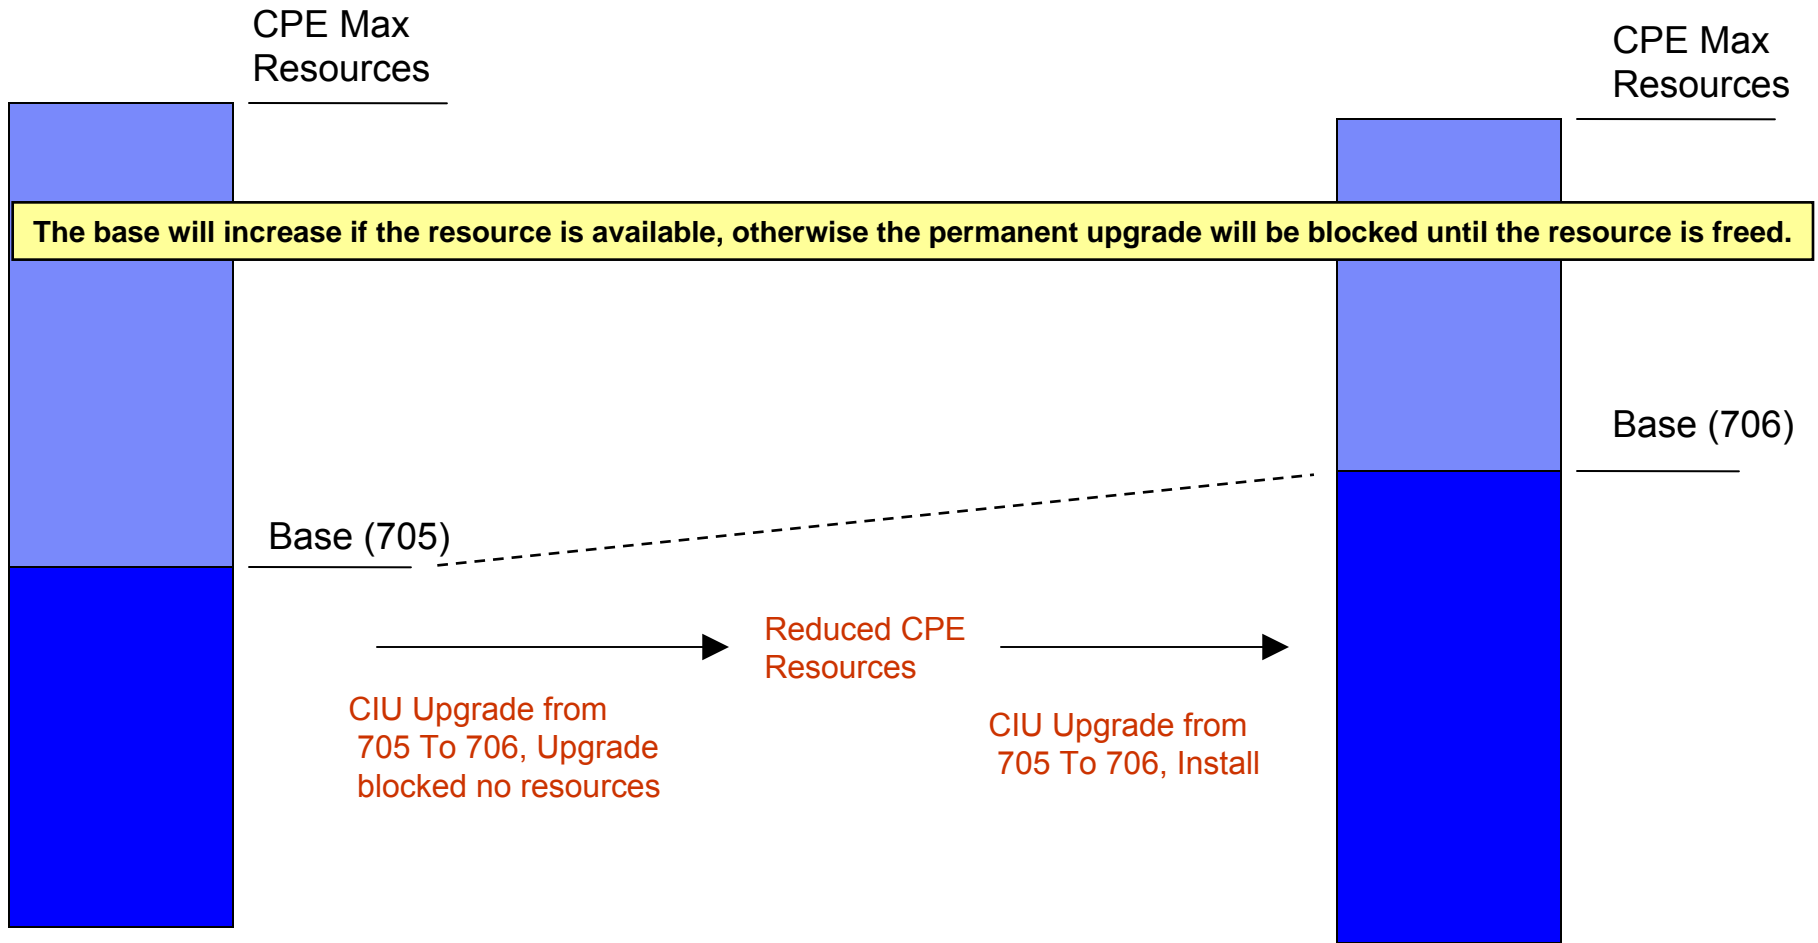 CPE Max
Resources
CPE Max
Resources
The base will increase if the resource is available, otherwise the permanent upgrade will be blocked until the resource is freed.
Base (706)
Base (705)
Reduced CPE
Resources
CIU Upgrade from
705 To 706, Upgrade
blocked no resources
CIU Upgrade from
705 To 706, Install